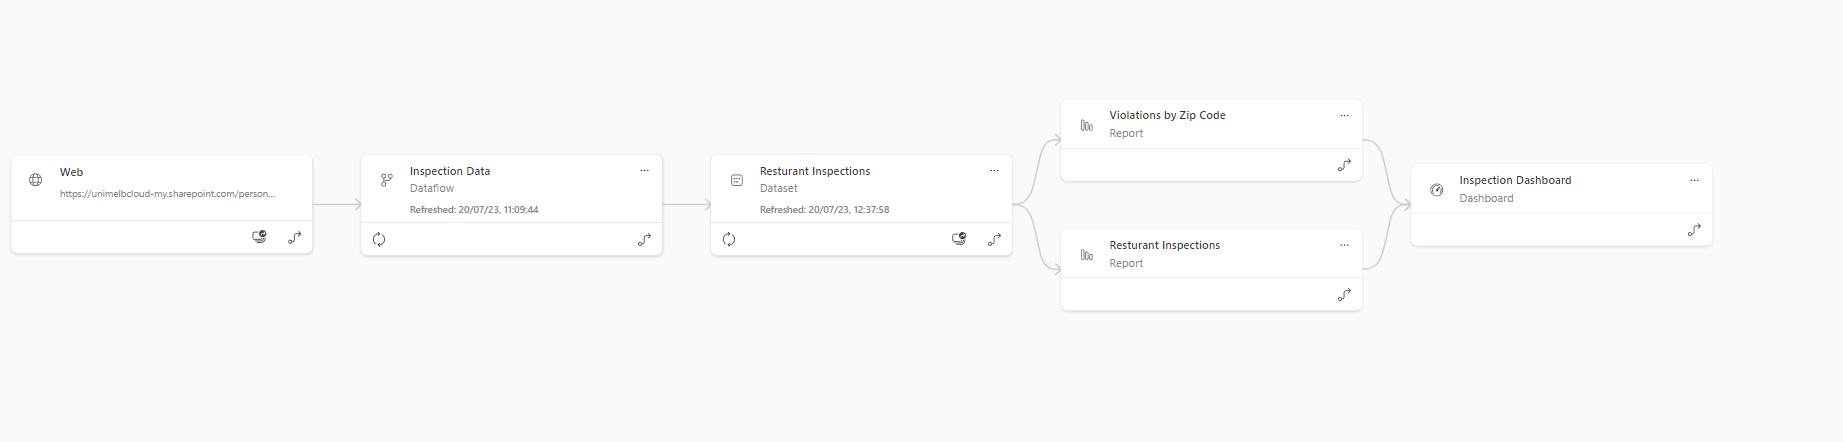 Web
https://unimelbcloud-my.sharepoint.com/person...
Inspection Data
Dataflow
Refreshed: 20/07/23, 11:09:44
Resturant Inspections
Dataset
Refreshed: 20/07/23, 12:37:58
Violations by Zip Code
Report
Resturant Inspections
Report
Inspection Dashboard
Dashboard